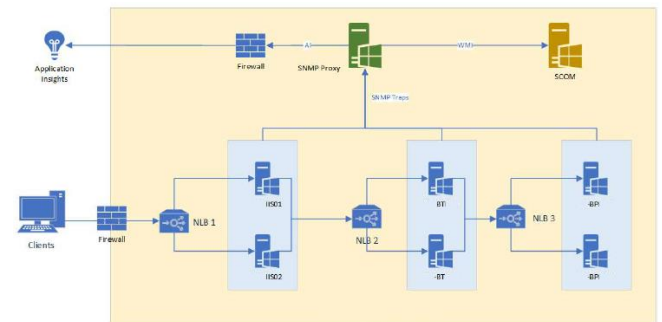 Application
Insights
Firewall
AI
SNMP Proxy
WMI
SCOM
SNMP Traps
IIS01
BTI
-BPI
Clients
Firewall
NLB 1
NLB 2
NLB 3
IIS02
-BT
-BPI